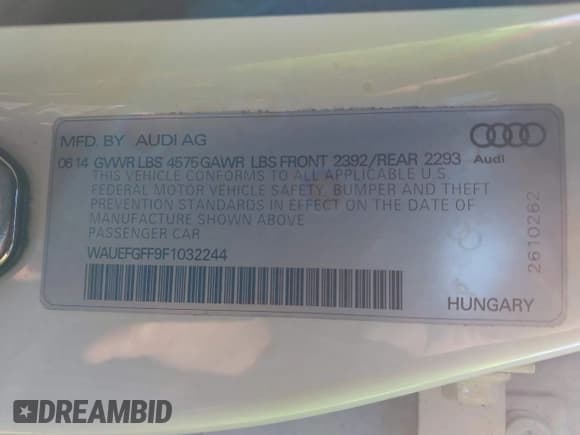 MFD. BY AUDI AG
0614 GVWR LBS 4575 GAWR LBS FRONT 2392/REAR 2293 Audi
THIS VEHICLE CONFORMS TO ALL APPLICABLE U.S.
FEDERAL MOTOR VEHICLE SAFETY, BUMPER AND THEFT
PREVENTION STANDARDS IN EFFECT ON THE DATE OF
MANUFACTURE SHOWN ABOVE
PASSENGER CAR
WAUEFGFF9F1032244
HUNGARY
2610262
DREAMBID